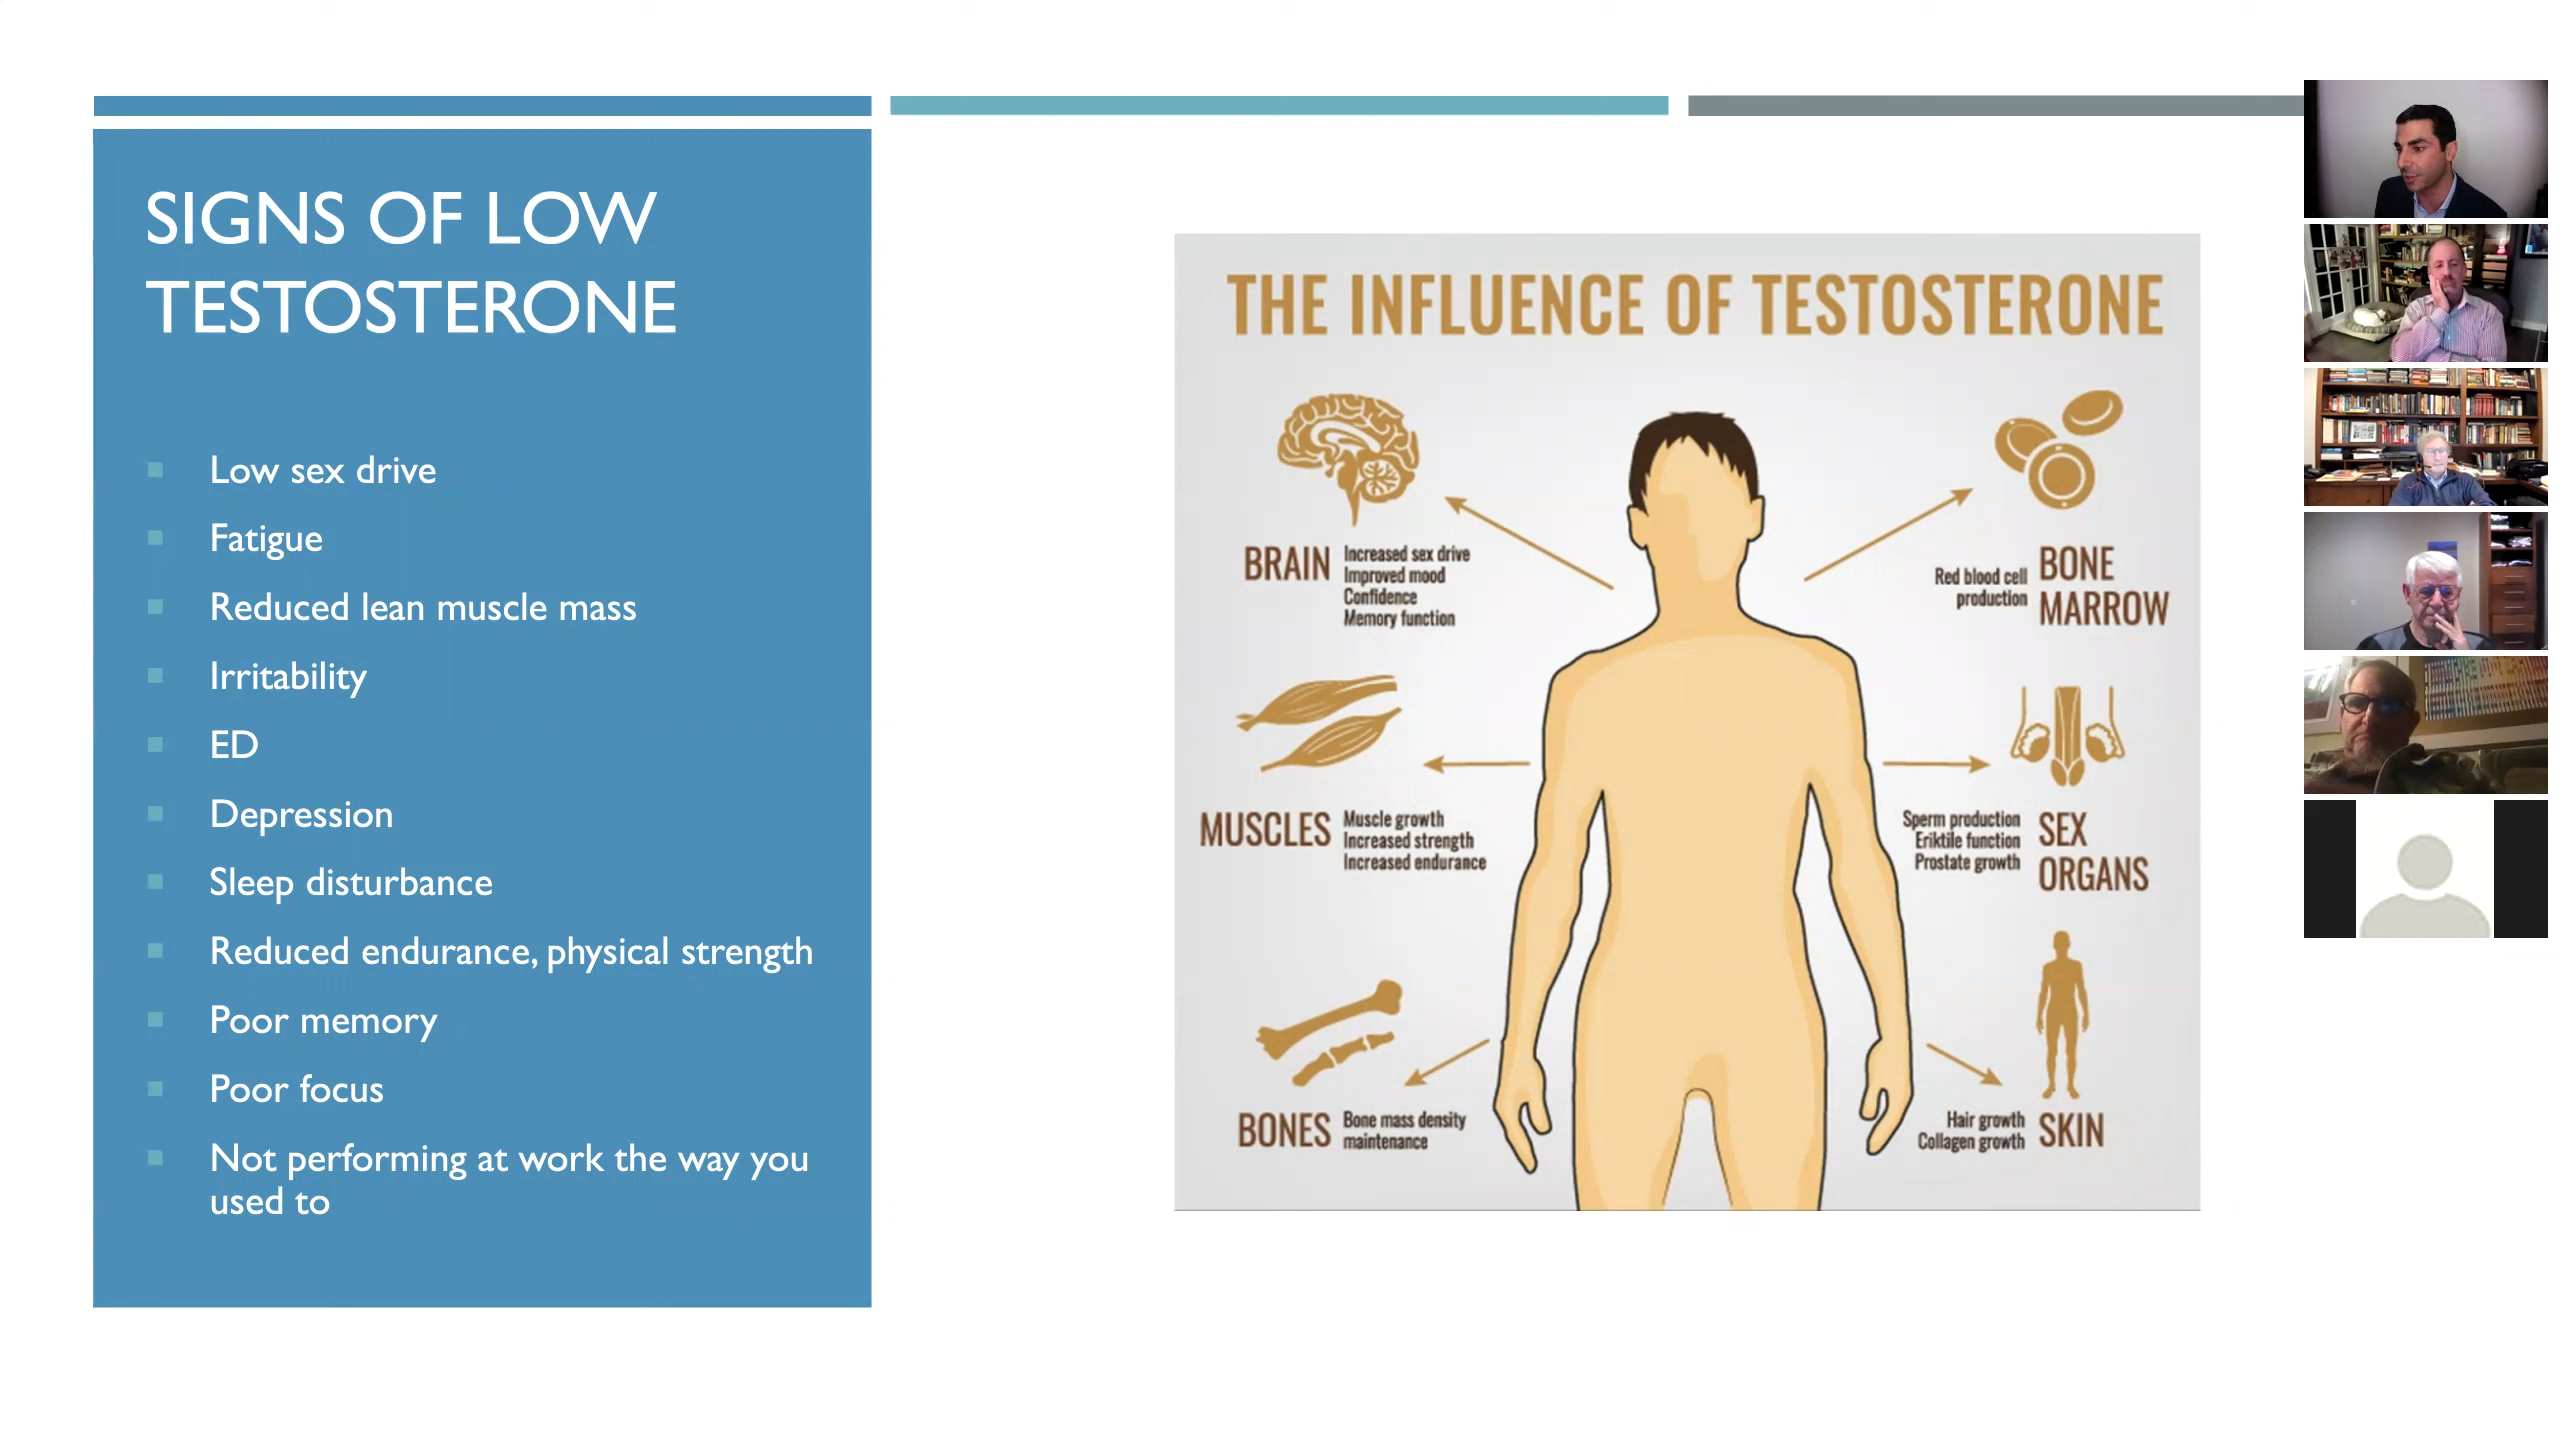 SIGNS OF LOW
TESTOSTERONE
Low sex drive
Fatigue
Reduced lean muscle mass
Irritability
ED
Depression
Sleep disturbance
Reduced endurance, physical strength
Poor memory
Poor focus
Not performing at work the way you
used to
THE INFLUENCE OF TESTOSTERONE
BRAIN
Increased sex drive
Improved mood
Confidence
Memory function
Red blood cell
production
BONE
MARROW
MUSCLES
Muscle growth
Increased strength
Increased endurance
Sperm production
Eriktile function
Prostate growth
SEX
ORGANS
BONES
Bone mass density
maintenance
Hair growth
Collagen growth
SKIN